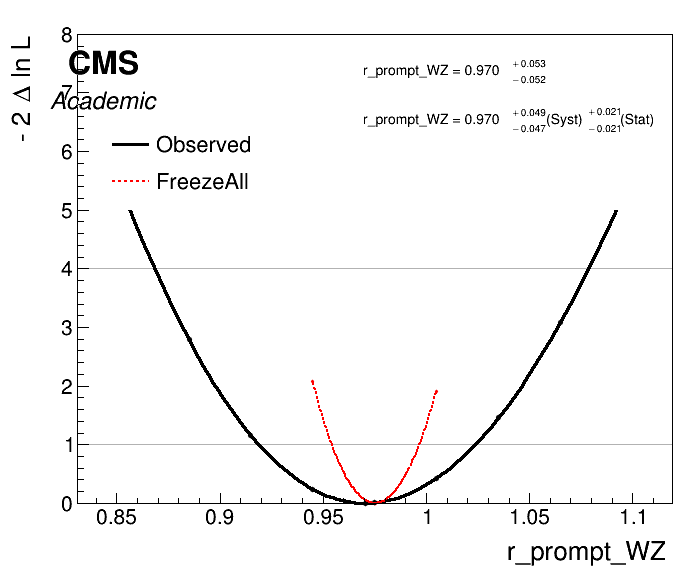 - 2 Δ ln L
8
7
6
5
4
3
2
1
0
CMS
Academic
r_prompt_WZ = 0.970 +0.053 −0.052
r_prompt_WZ = 0.970 +0.049 −0.047 (Syst) +0.021 −0.021 (Stat)
Observed
FreezeAll
0.85 0.9 0.95 1 1.05 1.1
r_prompt_WZ